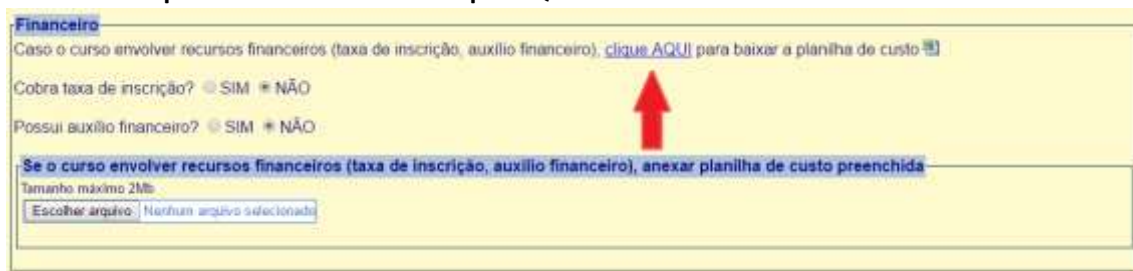 Financeiro
Caso o curso envolver recursos financeiros (taxa de inscrição, auxílio financeiro), clique AQUI para baixar a planilha de custo
Cobra taxa de inscrição? SIM NÃO
Possui auxílio financeiro? SIM NÃO
Se o curso envolver recursos financeiros (taxa de inscrição, auxílio financeiro), anexar planilha de custo preenchida
Tamanho máximo 2Mb
Escolher arquivo Nenhum arquivo selecionado